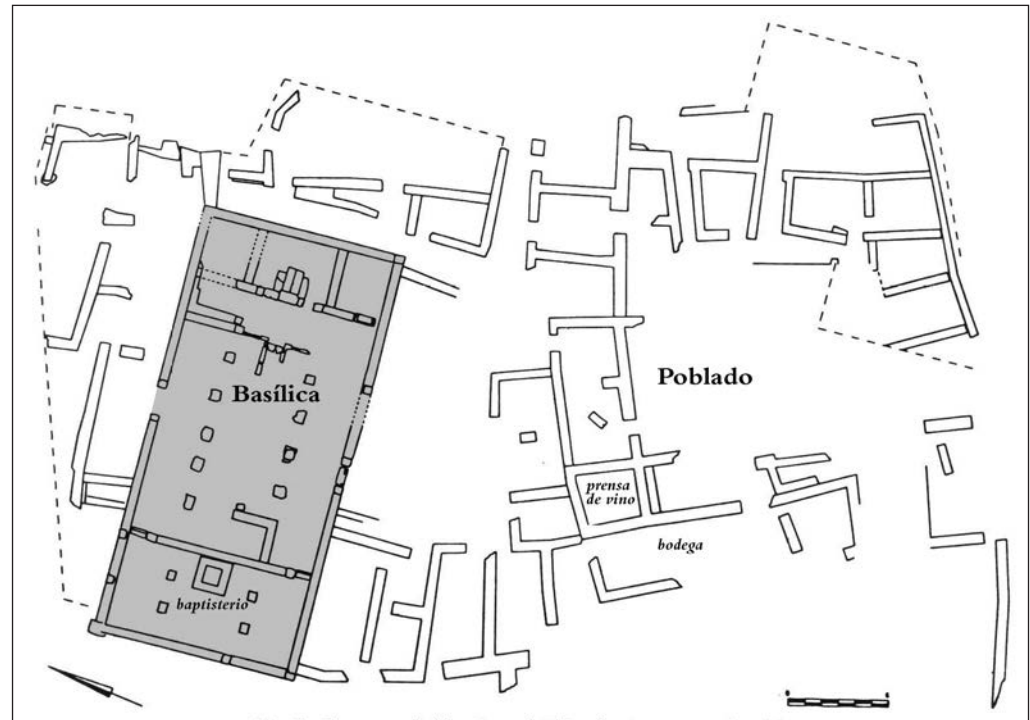 Basílica
Poblado
prensa
de vino
bodega
baptisterio